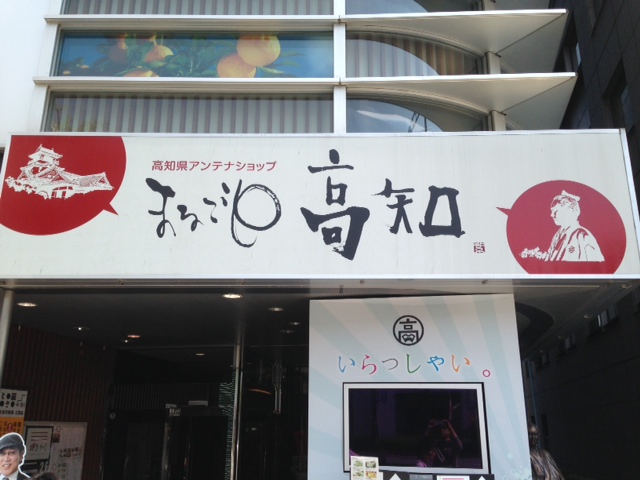 高知県アンテナショップ
まるごと高知
高
いらっしゃい。